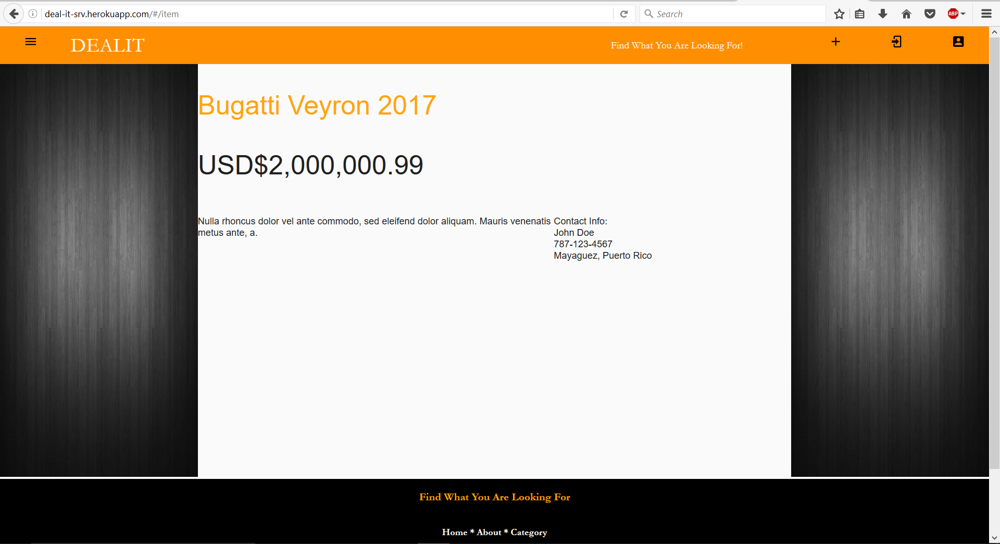 deal-it-srv.herokuapp.com/#/item
Search
ABP
DEALIT
Find What You Are Looking For!
Bugatti Veyron 2017
USD$2,000,000.99
Nulla rhoncus dolor vel ante commodo, sed eleifend dolor aliquam. Mauris venenatis
metus ante, a.
Contact Info:
John Doe
787-123-4567
Mayaguez, Puerto Rico
Find What You Are Looking For
Home * About * Category